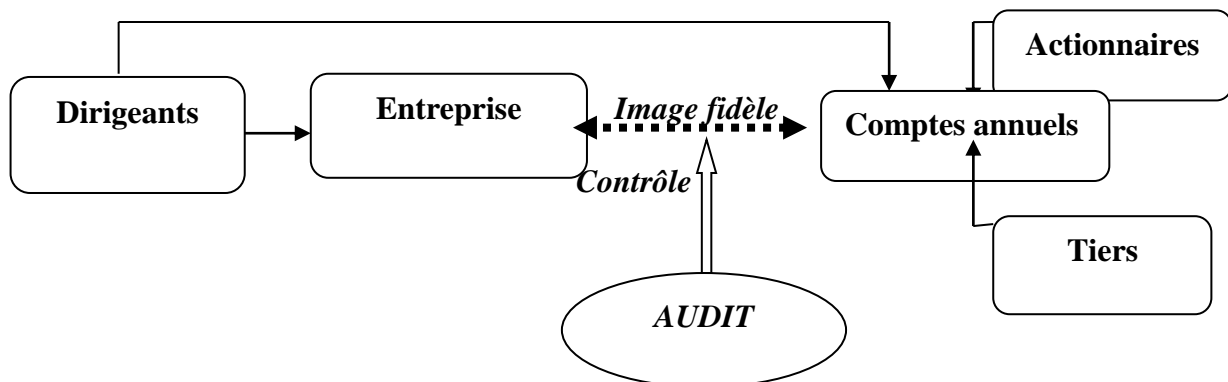 Actionnaires
Dirigeants
Entreprise
Image fidèle
Comptes annuels
Contrôle
Tiers
AUDIT